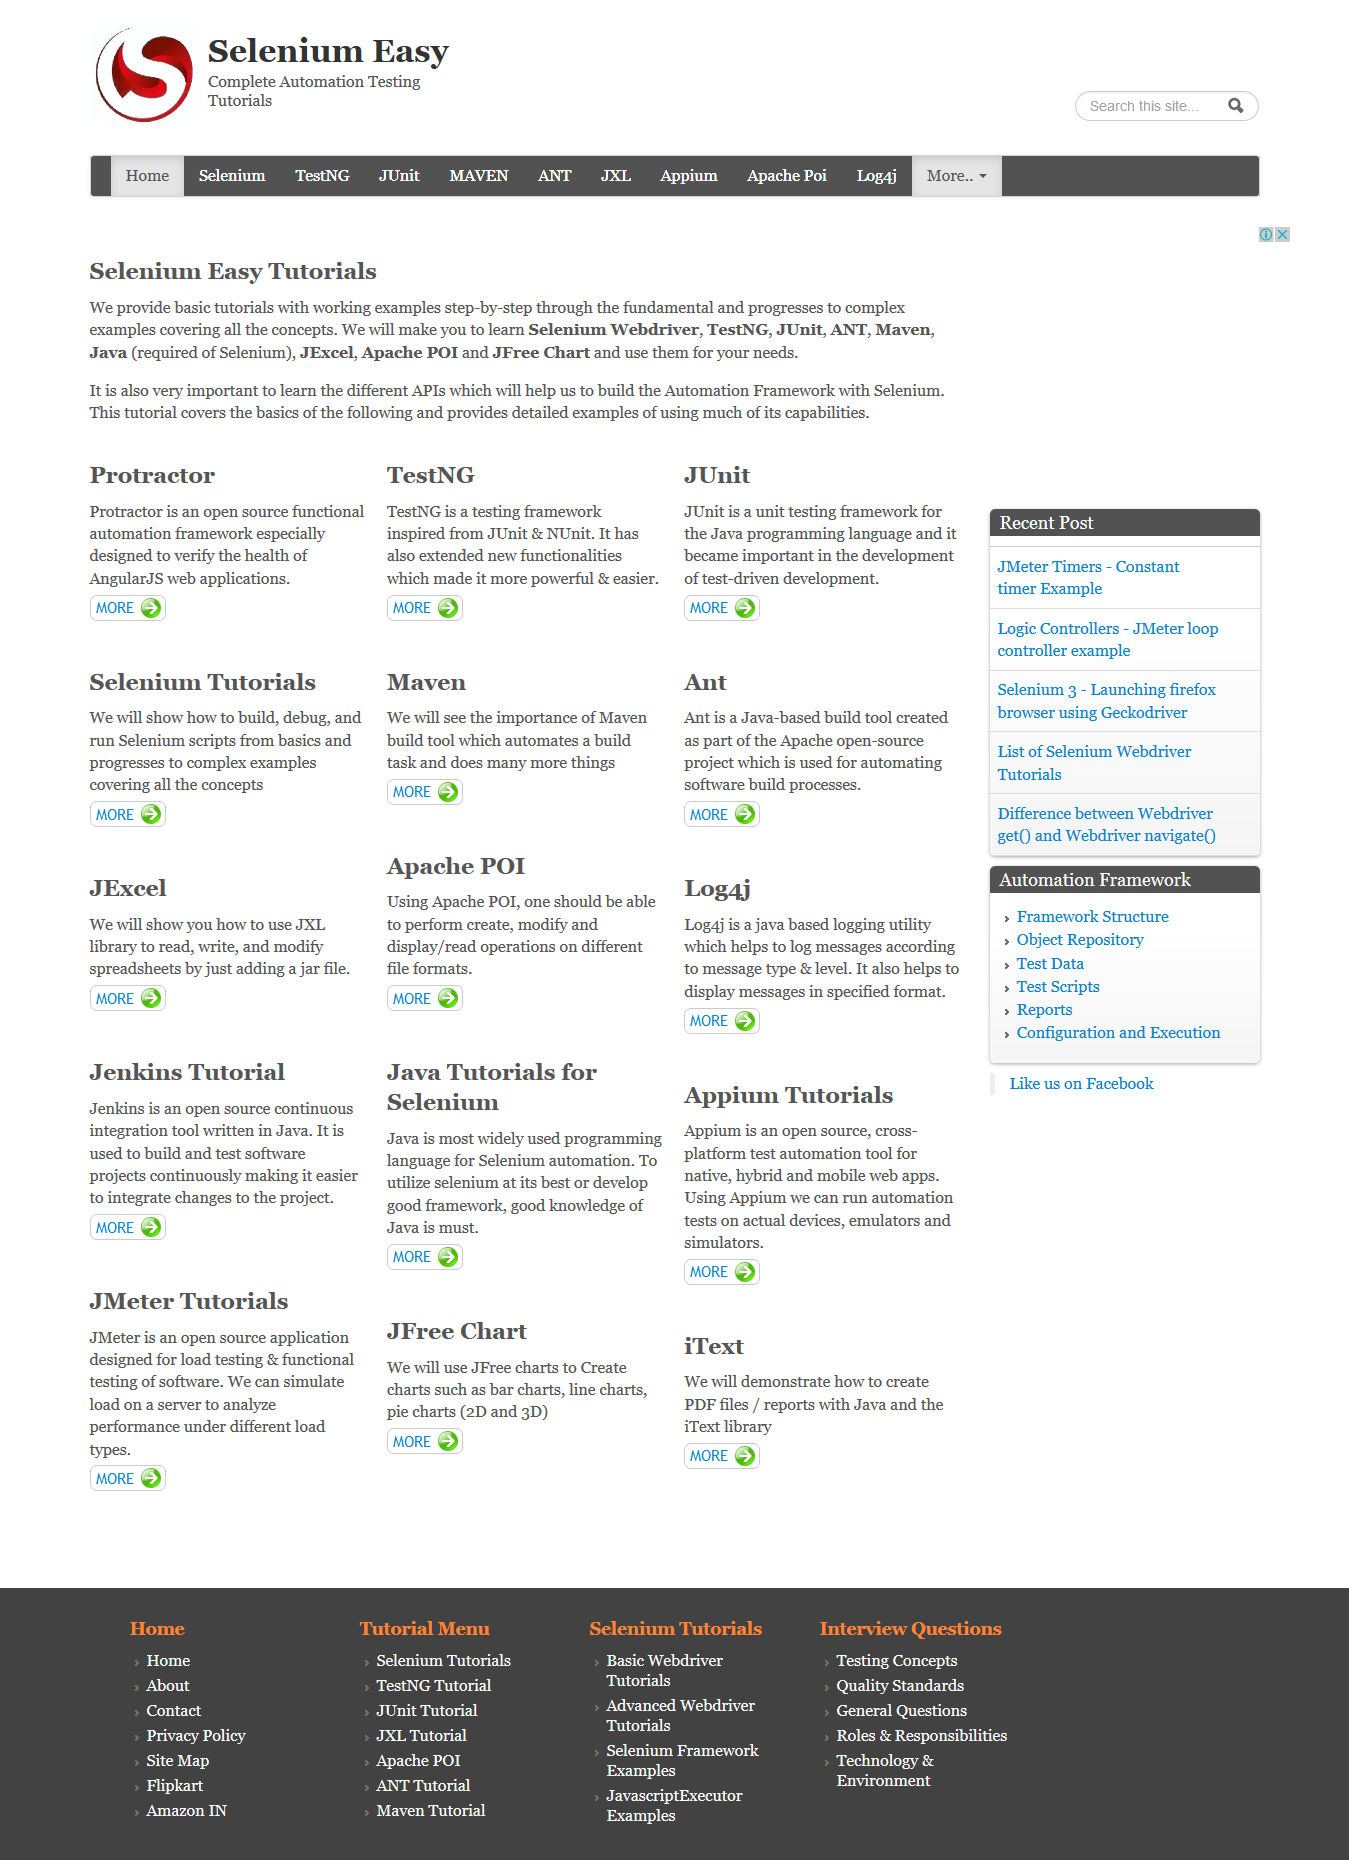 Selenium Easy
Complete Automation Testing
Tutorials
Search this site...
Home Selenium TestNG JUnit MAVEN ANT JXL Appium Apache Poi Log4j More..
Selenium Easy Tutorials
We provide basic tutorials with working examples step-by-step through the fundamental and progresses to complex
examples covering all the concepts. We will make you to learn Selenium Webdriver, TestNG, JUnit, ANT, Maven,
Java (required of Selenium), JExcel, Apache POI and JFree Chart and use them for your needs.
It is also very important to learn the different APIs which will help us to build the Automation Framework with Selenium.
This tutorial covers the basics of the following and provides detailed examples of using much of its capabilities.
Protractor
Protractor is an open source functional
automation framework especially
designed to verify the health of
AngularJS web applications.
MORE
TestNG
TestNG is a testing framework
inspired from JUnit & NUnit. It has
also extended new functionalities
which made it more powerful & easier.
MORE
JUnit
JUnit is a unit testing framework for
the Java programming language and it
became important in the development
of test-driven development.
MORE
Selenium Tutorials
We will show how to build, debug, and
run Selenium scripts from basics and
progresses to complex examples
covering all the concepts
MORE
Maven
We will see the importance of Maven
build tool which automates a build
task and does many more things
MORE
Ant
Ant is a Java-based build tool created
as part of the Apache open-source
project which is used for automating
software build processes.
MORE
JExcel
We will show you how to use JXL
library to read, write, and modify
spreadsheets by just adding a jar file.
MORE
Apache POI
Using Apache POI, one should be able
to perform create, modify and
display/read operations on different
file formats.
MORE
Log4j
Log4j is a java based logging utility
which helps to log messages according
to message type & level. It also helps to
display messages in specified format.
MORE
Jenkins Tutorial
Jenkins is an open source continuous
integration tool written in Java. It is
used to build and test software
projects continuously making it easier
to integrate changes to the project.
MORE
Java Tutorials for
Selenium
Java is most widely used programming
language for Selenium automation. To
utilize selenium at its best or develop
good framework, good knowledge of
Java is must.
MORE
Appium Tutorials
Appium is an open source, cross-
platform test automation tool for
native, hybrid and mobile web apps.
Using Appium we can run automation
tests on actual devices, emulators and
simulators.
MORE
JMeter Tutorials
JMeter is an open source application
designed for load testing & functional
testing of software. We can simulate
load on a server to analyze
performance under different load
types.
MORE
JFree Chart
We will use JFree charts to Create
charts such as bar charts, line charts,
pie charts (2D and 3D)
MORE
iText
We will demonstrate how to create
PDF files / reports with Java and the
iText library
MORE
Recent Post
JMeter Timers - Constant
timer Example
Logic Controllers - JMeter loop
controller example
Selenium 3 - Launching firefox
browser using Geckodriver
List of Selenium Webdriver
Tutorials
Difference between Webdriver
get() and Webdriver navigate()
Automation Framework
Framework Structure
Object Repository
Test Data
Test Scripts
Reports
Configuration and Execution
Like us on Facebook
Home
Home
About
Contact
Privacy Policy
Site Map
Flipkart
Amazon IN
Tutorial Menu
Selenium Tutorials
TestNG Tutorial
JUnit Tutorial
JXL Tutorial
Apache POI
ANT Tutorial
Maven Tutorial
Selenium Tutorials
Basic Webdriver
Tutorials
Advanced Webdriver
Tutorials
Selenium Framework
Examples
JavascriptExecutor
Examples
Interview Questions
Testing Concepts
Quality Standards
General Questions
Roles & Responsibilities
Technology &
Environment